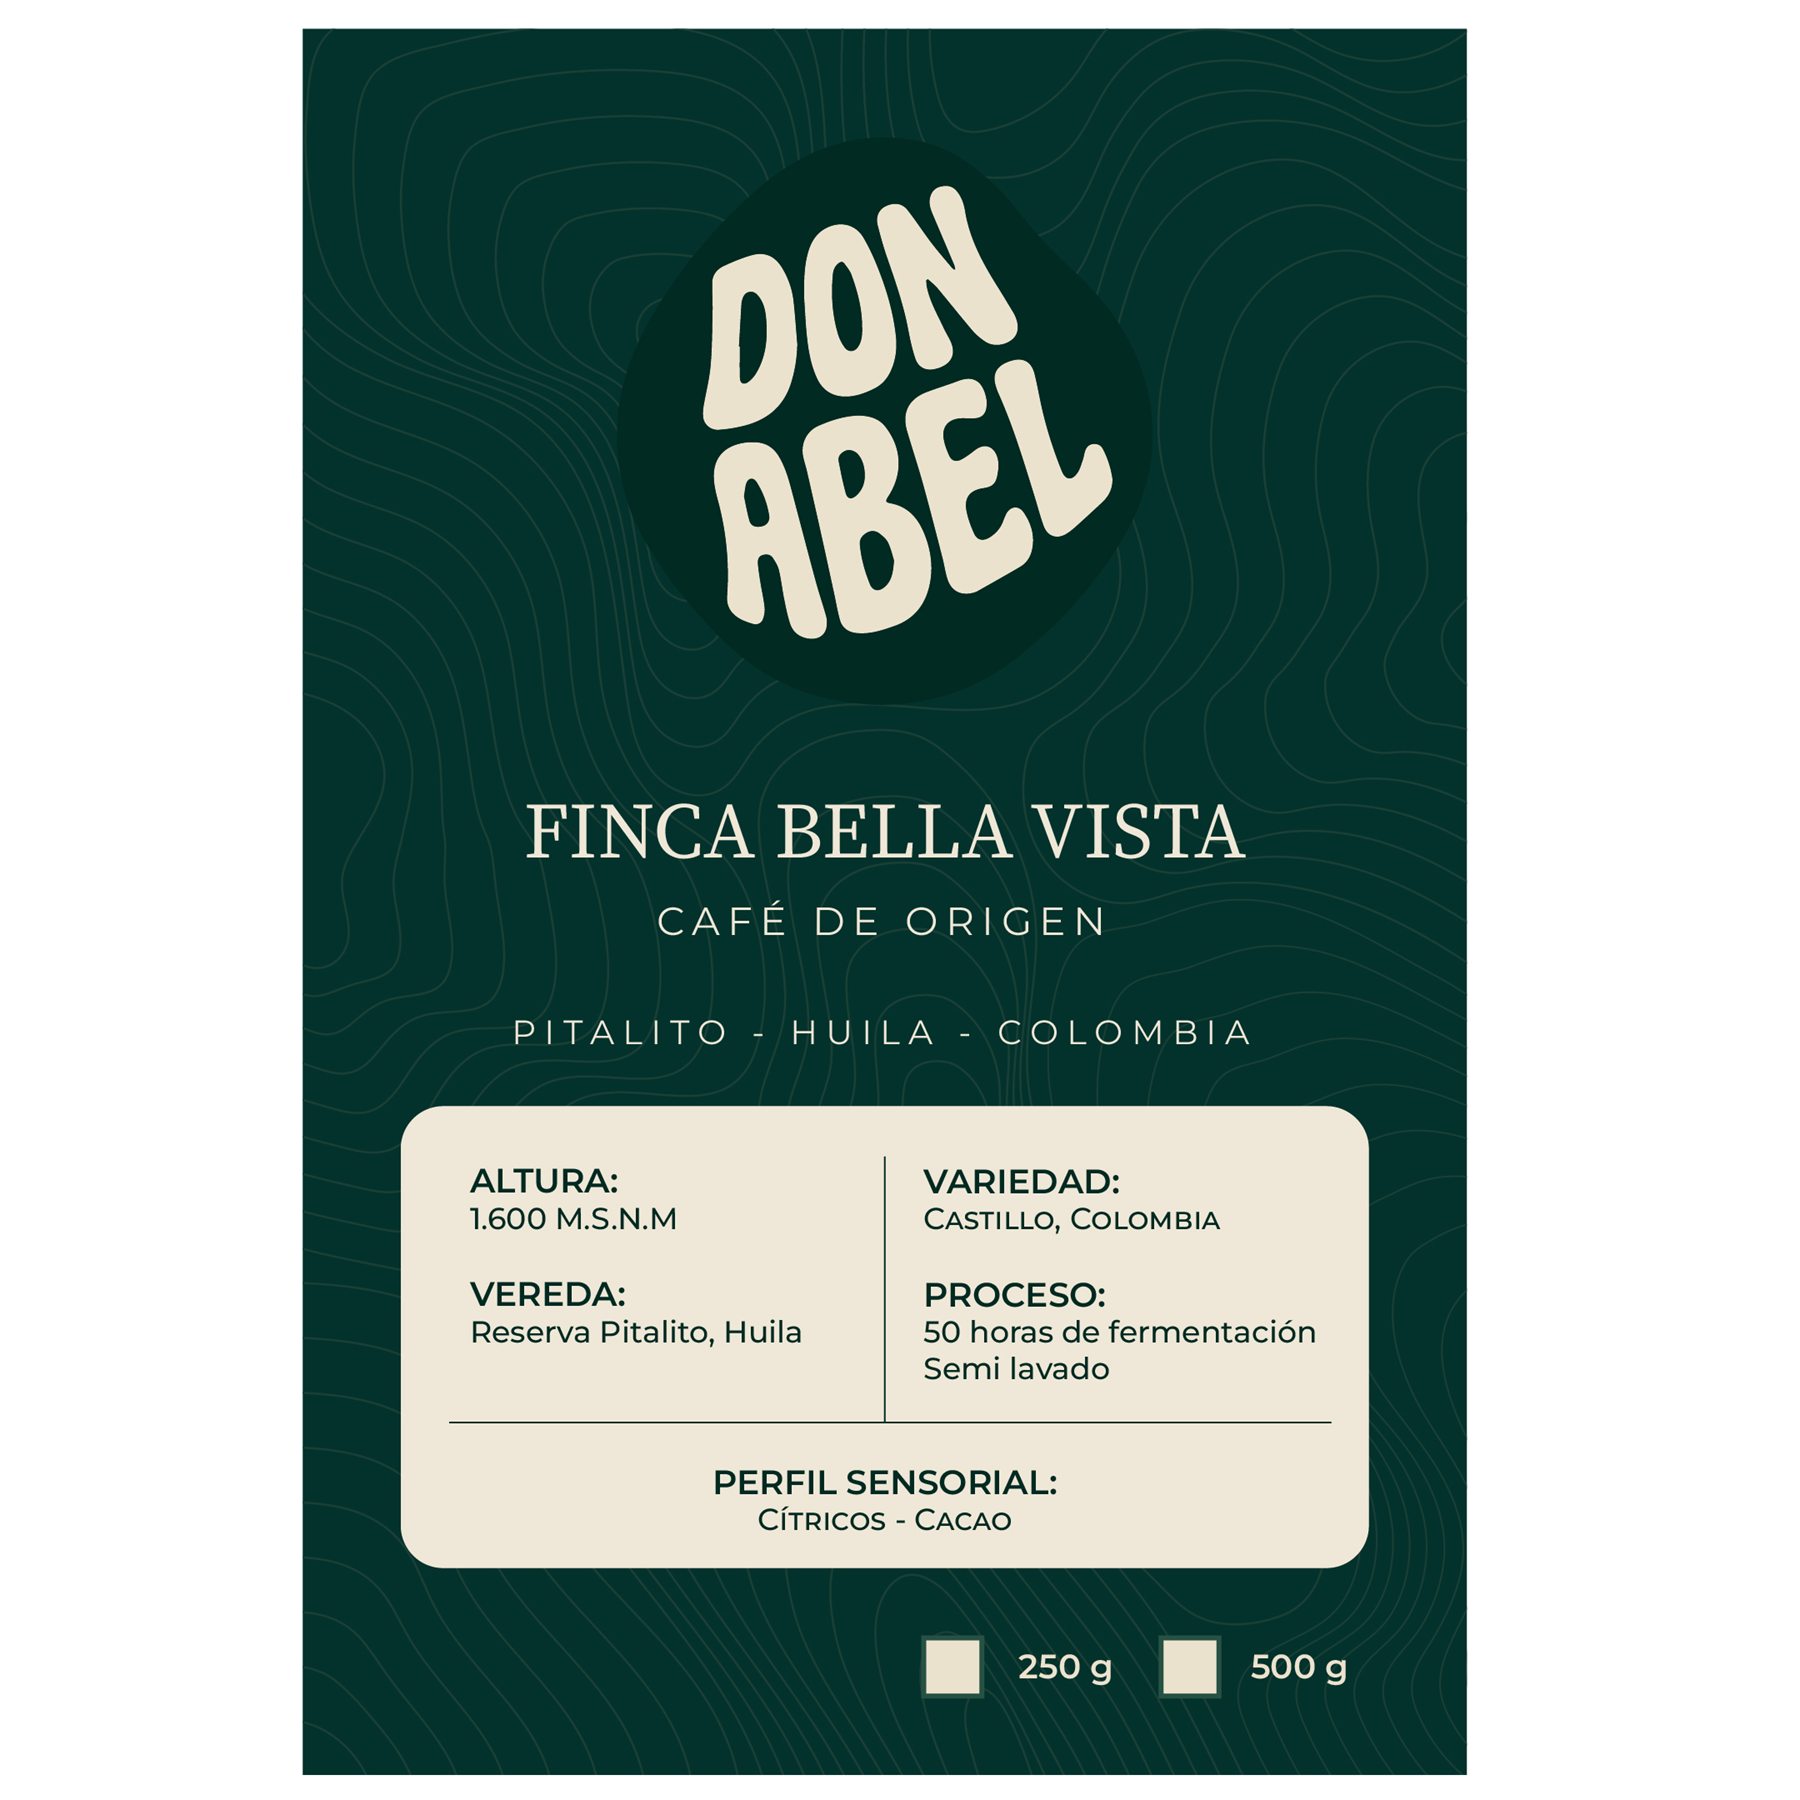 DON
ABEL
FINCA BELLA VISTA
CAFÉ DE ORIGEN
PITALITO - HUILA - COLOMBIA
ALTURA:
1.600 M.S.N.M
VEREDA:
Reserva Pitalito, Huila
VARIEDAD:
Castillo, Colombia
PROCESO:
50 horas de fermentación
Semi lavado
PERFIL SENSORIAL:
Cítricos - Cacao
250 g 500 g